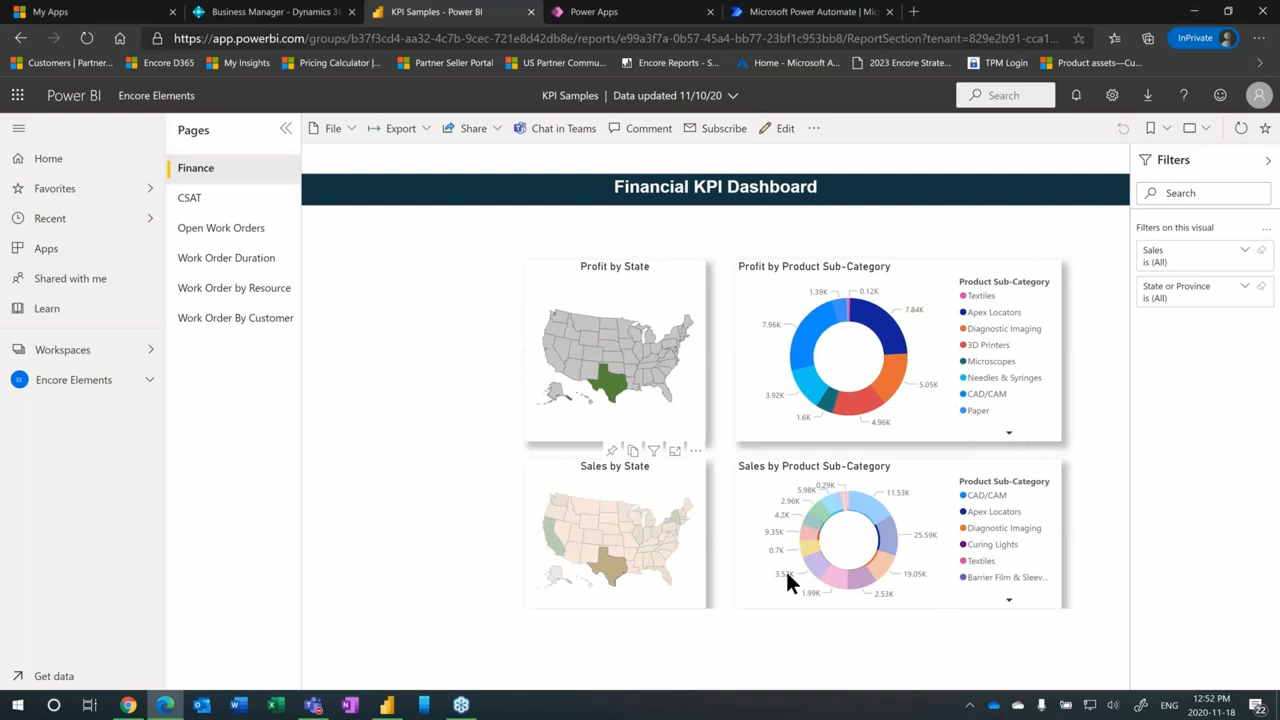 My Apps
Business Manager - Dynamics 3
KPI Samples - Power BI
Power Apps
Microsoft Power Automate | Mic
https://app.powerbi.com/groups/b37f3cd4-aa32-4c7b-9cec-721e8d42db8e/reports/e99a3f7a-0b57-45a4-bb77-23bf1c953bb8/ReportSection?tenant=829e2b91-cca1...
InPrivate
Customers | Partner...
Encore D365
My Insights
Pricing Calculator |...
Partner Seller Portal
US Partner Commu...
Encore Reports - S...
Home - Microsoft A...
2023 Encore Strate...
TPM Login
Product assets—Cu...
Power BI
Encore Elements
KPI Samples | Data updated 11/10/20
Search
Pages
File
Export
Share
Chat in Teams
Comment
Subscribe
Edit
Home
Favorites
Recent
Apps
Shared with me
Learn
Workspaces
EE
Encore Elements
Get data
Finance
CSAT
Open Work Orders
Work Order Duration
Work Order by Resource
Work Order By Customer
Financial KPI Dashboard
Profit by State
Profit by Product Sub-Category
1.39K
0.12K
7.84K
5.05K
4.96K
1.6K
3.92K
7.96K
Product Sub-Category
Textiles
Apex Locators
Diagnostic Imaging
3D Printers
Microscopes
Needles & Syringes
CAD/CAM
Paper
Sales by State
Sales by Product Sub-Category
5.98K
0.29K
11.53K
25.59K
19.05K
2.53K
1.99K
0.7K
9.35K
4.2K
2.96K
Product Sub-Category
CAD/CAM
Apex Locators
Diagnostic Imaging
Curing Lights
Textiles
Barrier Film & Sleev...
Filters
Search
Filters on this visual
Sales
is (All)
State or Province
is (All)
ENG
12:52 PM
2020-11-18
22